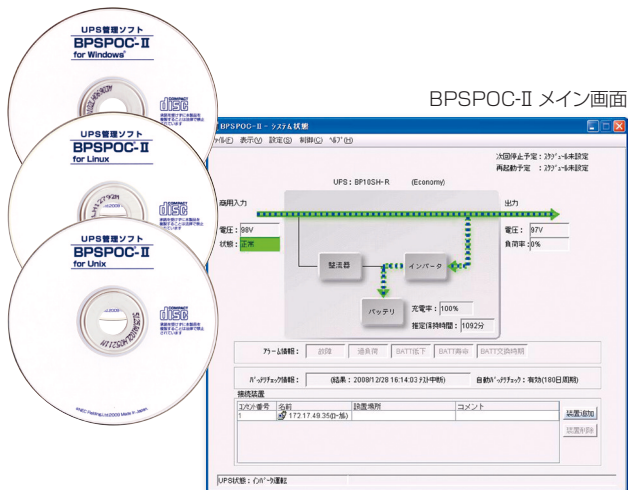 UPS管理ソフト
BPSPOC-II
for Windows
COMPACT
disc
UPS管理ソフト
BPSPOC-II
for Linux
COMPACT
disc
UPS管理ソフト
BPSPOC-II
for Unix
COMPACT
disc
BPSPOC-II メイン画面
BPSPOC-II - システム状態
表示(V) 設定(S) 制御(C) ヘルプ(H)
次回停止予定:スケジュール未設定
再起動予定 :スケジュール未設定
UPS:BP10SH-R (Economy)
商用入力 出力
電圧:98V 電圧:97V
状態:正常 負荷率:0%
整流器 インバータ
バッテリ 充電率:100%
推定保持時間:1092分
アラーム情報: 故障 過負荷 BATT低下 BATT寿命 BATT交換時期
バッテリチェック情報: (結果:2008/12/28 16:14:03 テスト中断) 自動バッテリチェック:有効(180日周期)
接続装置
コンセント番号 名前 設置場所 コメント 装置追加
1 172.17.49.35(ローカル)
装置削除
UPS状態:インバータ運転